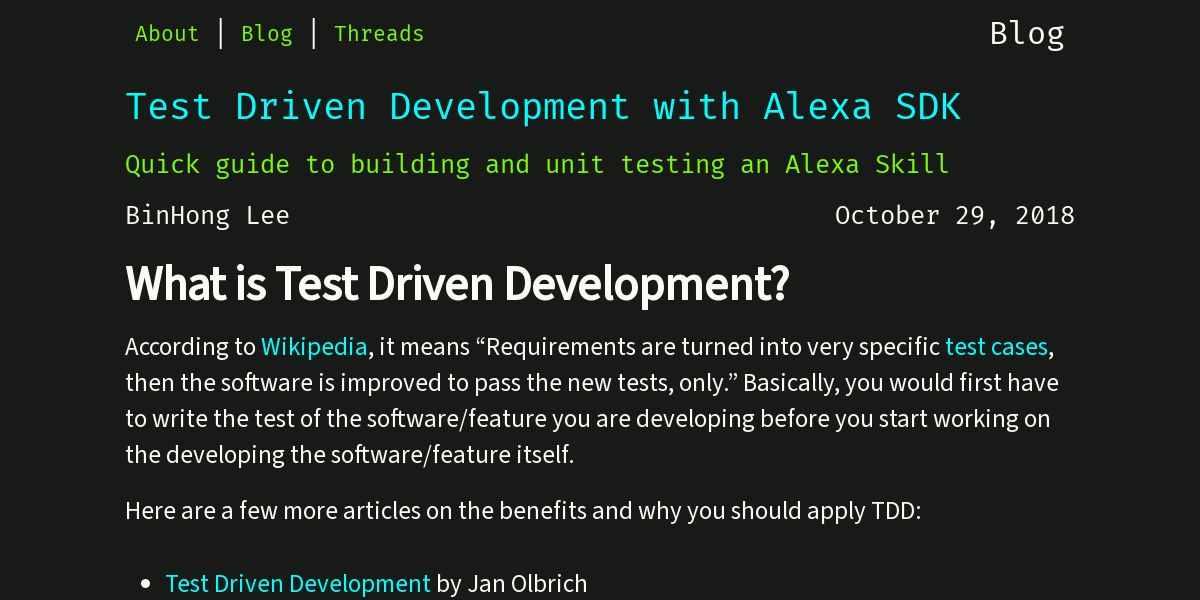 About | Blog | Threads Blog
Test Driven Development with Alexa SDK
Quick guide to building and unit testing an Alexa Skill
BinHong Lee October 29, 2018
What is Test Driven Development?
According to Wikipedia, it means “Requirements are turned into very specific test cases,
then the software is improved to pass the new tests, only.” Basically, you would first have
to write the test of the software/feature you are developing before you start working on
the developing the software/feature itself.
Here are a few more articles on the benefits and why you should apply TDD:
• Test Driven Development by Jan Olbrich